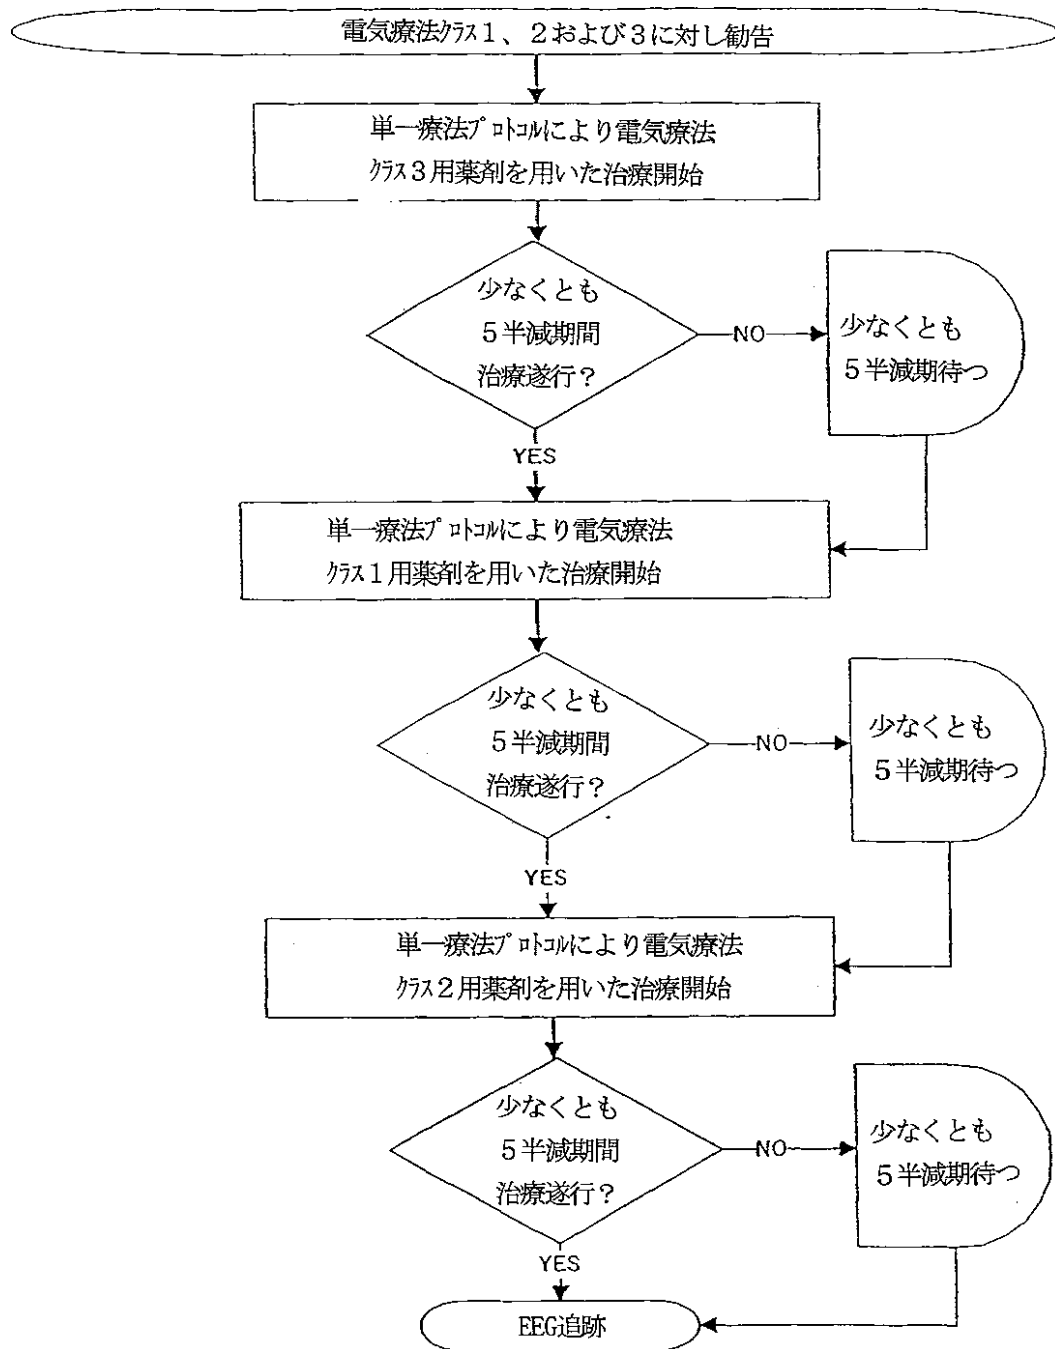 電気療法クラス1、2および3に対し勧告
単一療法プロトコルにより電気療法
クラス3用薬剤を用いた治療開始
少なくとも
5半減期間
治療遂行?
NO
少なくとも
5半減期待つ
YES
単一療法プロトコルにより電気療法
クラス1用薬剤を用いた治療開始
少なくとも
5半減期間
治療遂行?
NO
少なくとも
5半減期待つ
YES
単一療法プロトコルにより電気療法
クラス2用薬剤を用いた治療開始
少なくとも
5半減期間
治療遂行?
NO
少なくとも
5半減期待つ
YES
EEG追跡